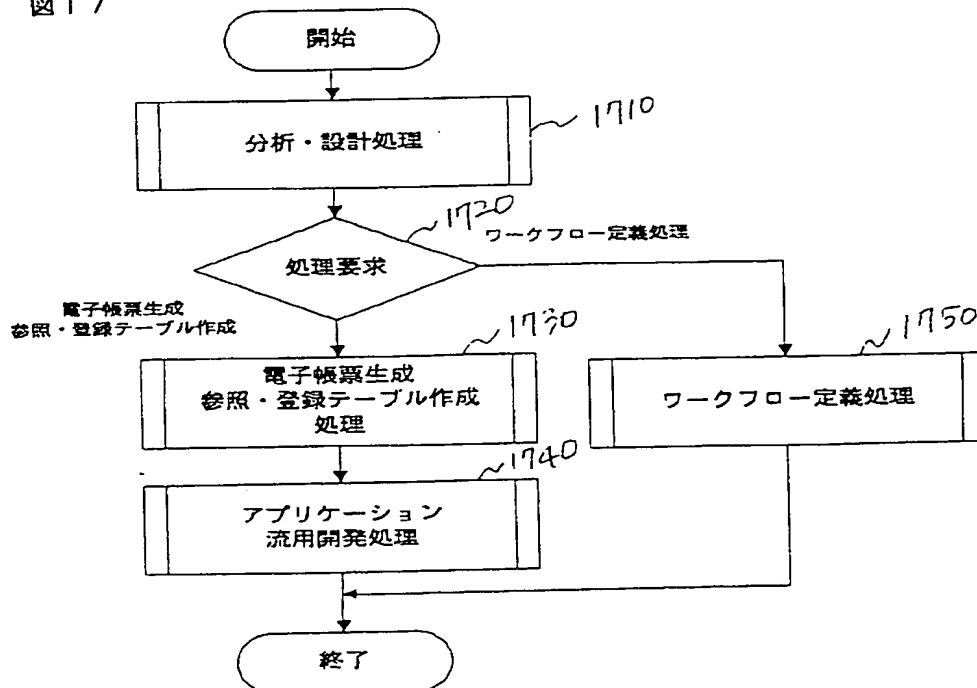 図17
開始
分析・設計処理
1710
1720
ワークフロー定義処理
処理要求
電子帳票生成
参照・登録テーブル作成
1730
1750
電子帳票生成
参照・登録テーブル作成
処理
ワークフロー定義処理
1740
アプリケーション
流用開発処理
終了